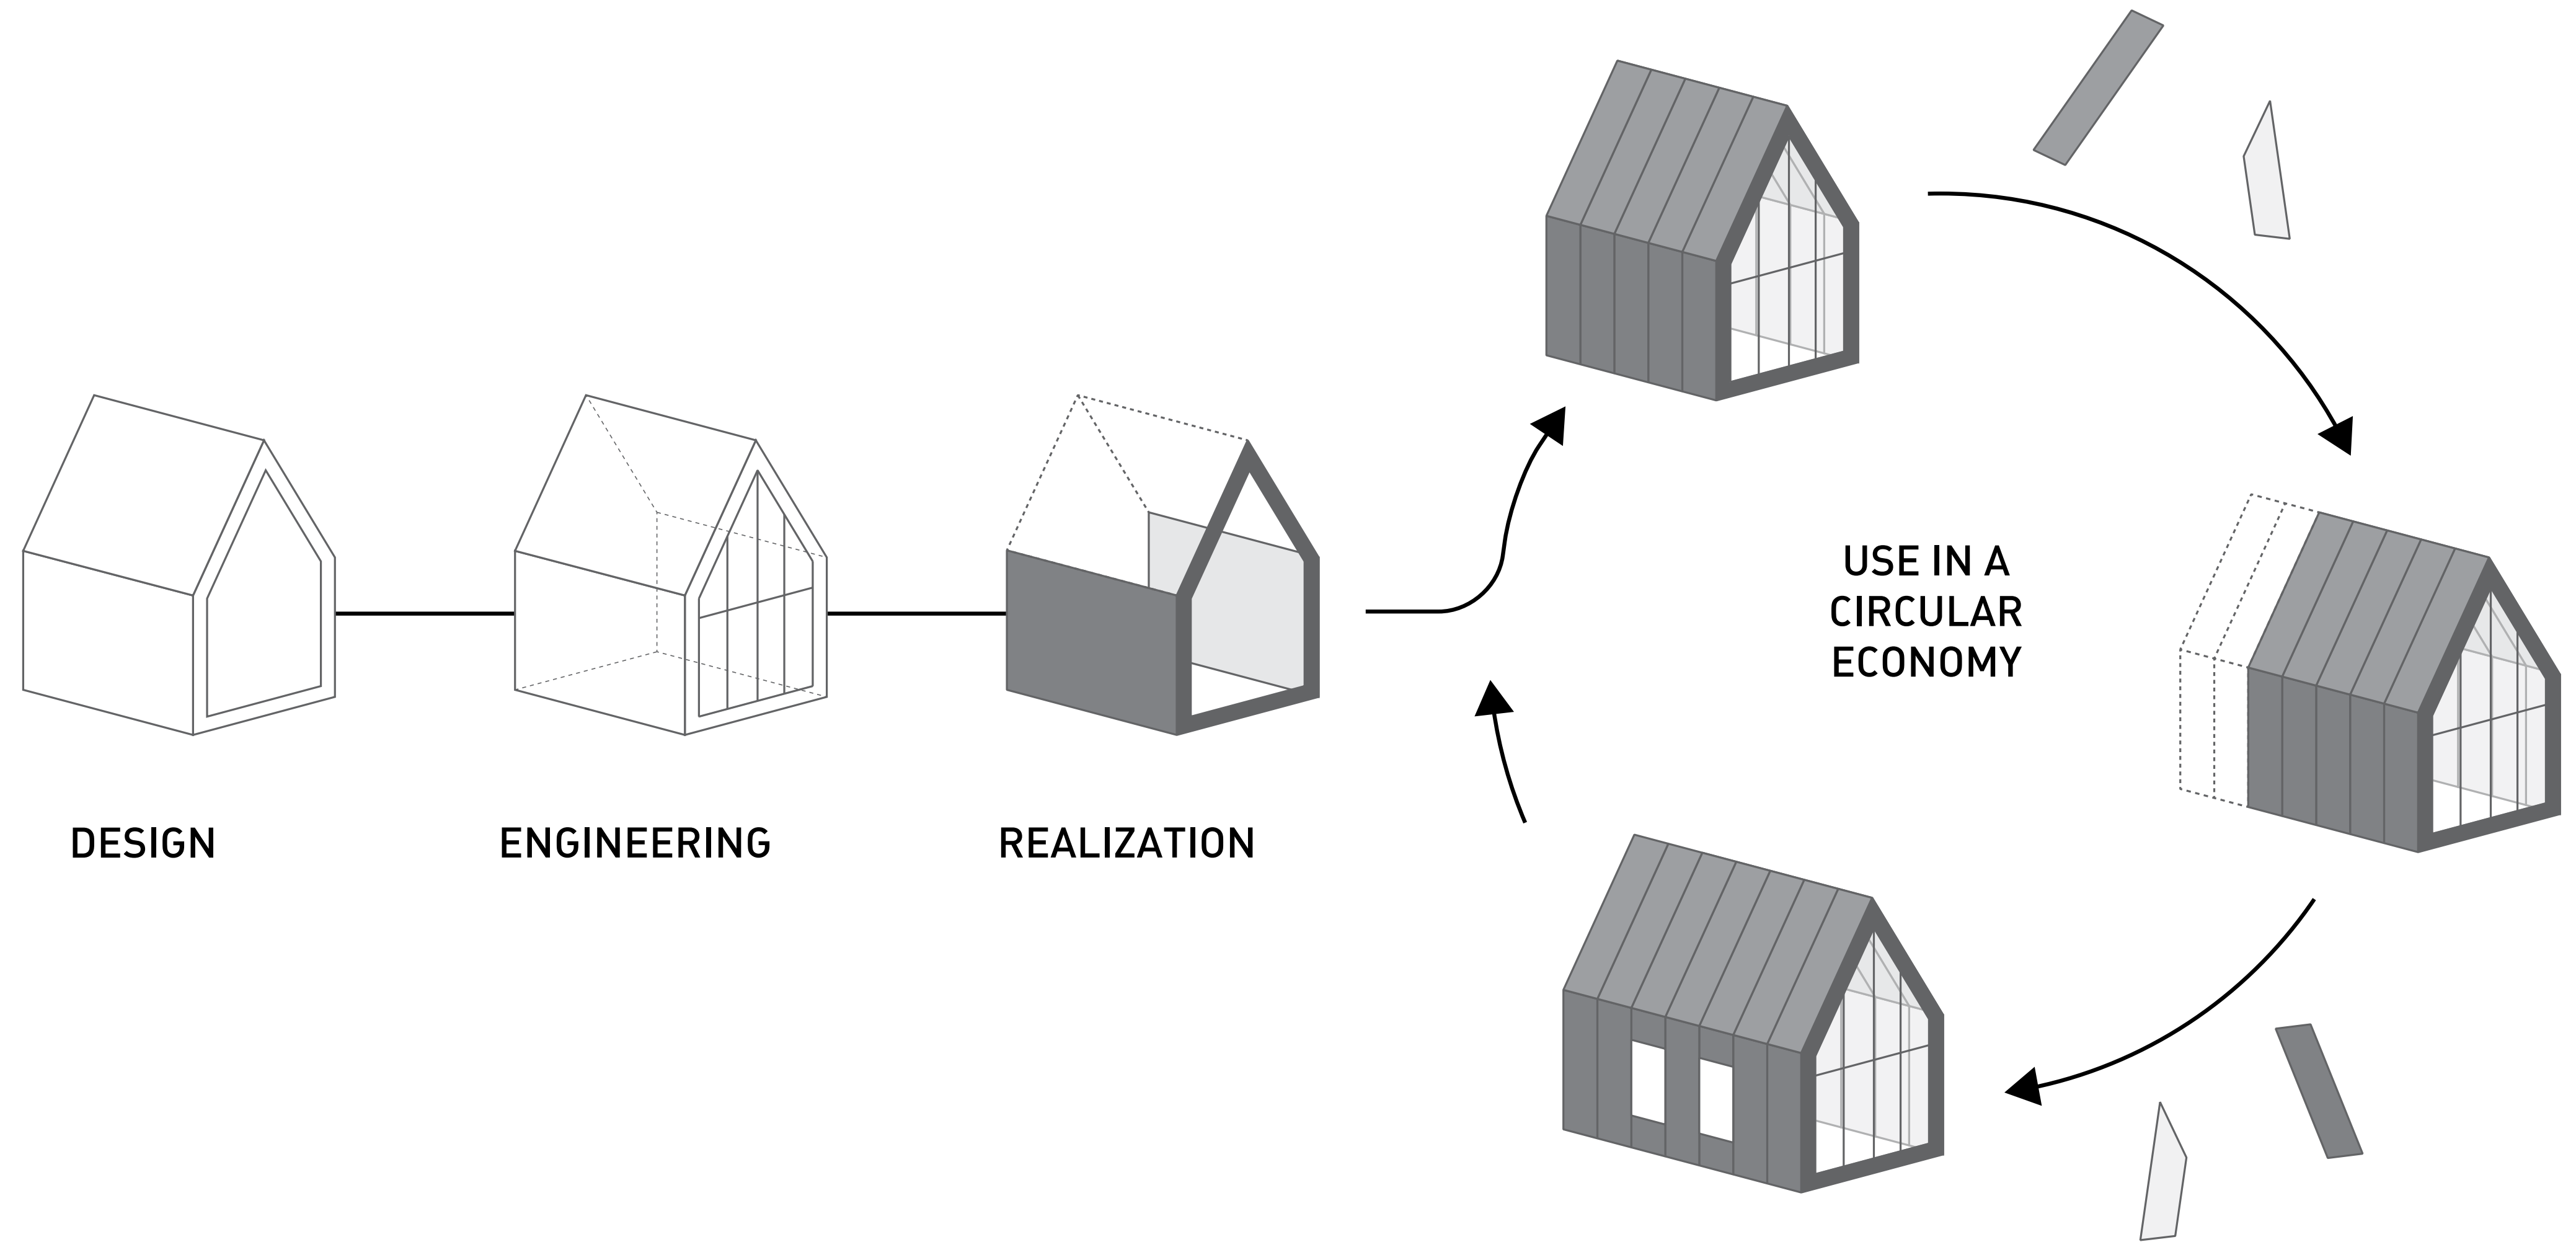 DESIGN
ENGINEERING
REALIZATION
USE IN A
CIRCULAR
ECONOMY